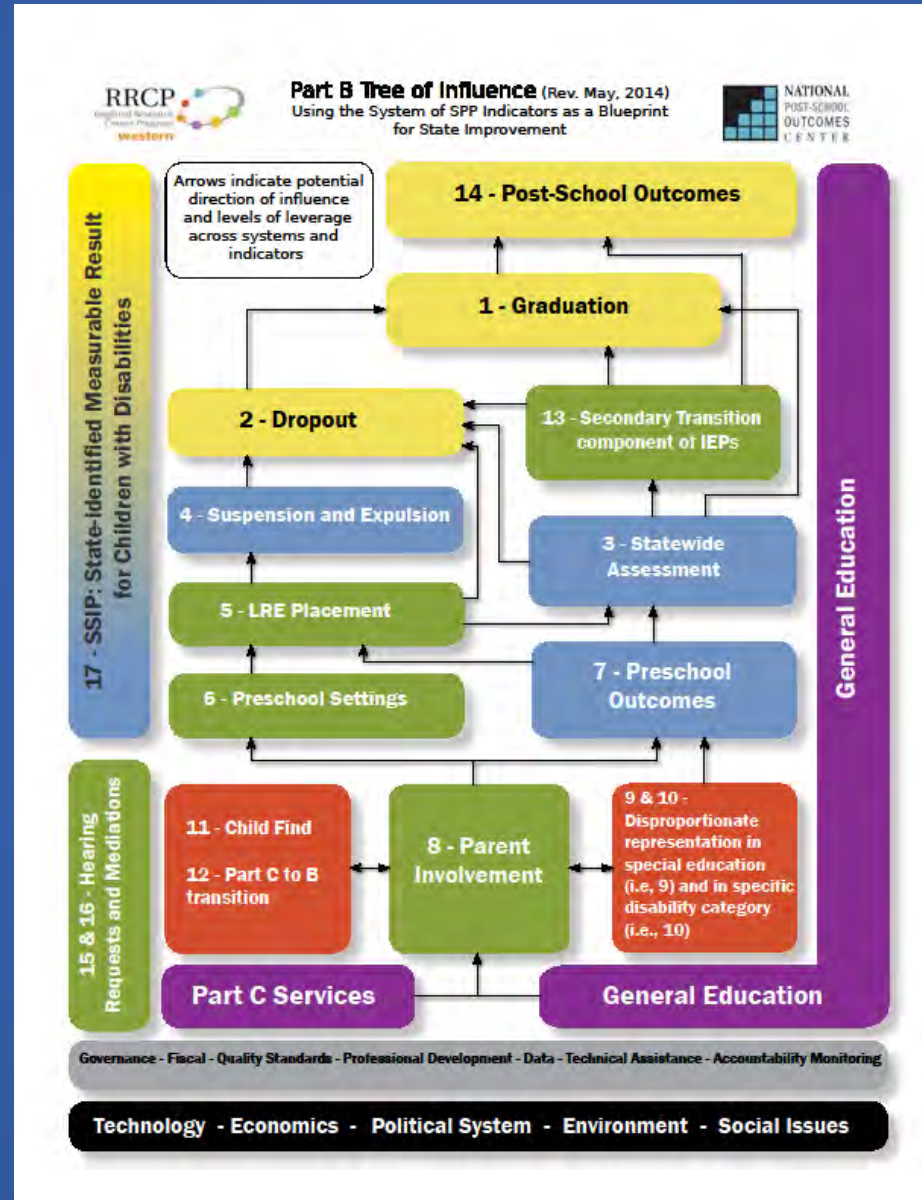 RRCP
Regional Resource
Center Program
western
Part B Tree of Influence (Rev. May, 2014)
Using the System of SPP Indicators as a Blueprint
for State Improvement
NATIONAL
POST-SCHOOL
OUTCOMES
CENTER
Arrows indicate potential
direction of influence
and levels of leverage
across systems and
indicators
14 - Post-School Outcomes
1 - Graduation
2 - Dropout
13 - Secondary Transition
component of IEPs
4 - Suspension and Expulsion
3 - Statewide
Assessment
5 - LRE Placement
7 - Preschool
Outcomes
6 - Preschool Settings
17 - SSIP: State-identified Measurable Result
for Children with Disabilities
General Education
15 & 16 - Hearing
Requests and Mediations
11 - Child Find
12 - Part C to B
transition
8 - Parent
Involvement
9 & 10 -
Disproportionate
representation in
special education
(i.e, 9) and in specific
disability category
(i.e., 10)
Part C Services
General Education
Governance - Fiscal - Quality Standards - Professional Development - Data - Technical Assistance - Accountability Monitoring
Technology - Economics - Political System - Environment - Social Issues